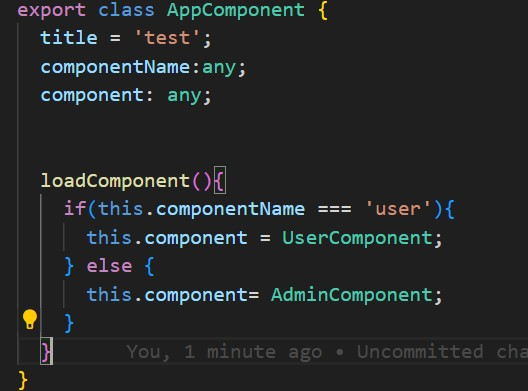 export class AppComponent {
title = 'test';
componentName:any;
component: any;
loadComponent(){
if(this.componentName === 'user'){
this.component = UserComponent;
} else {
this.component= AdminComponent;
}
} You, 1 minute ago • Uncommitted cha
}